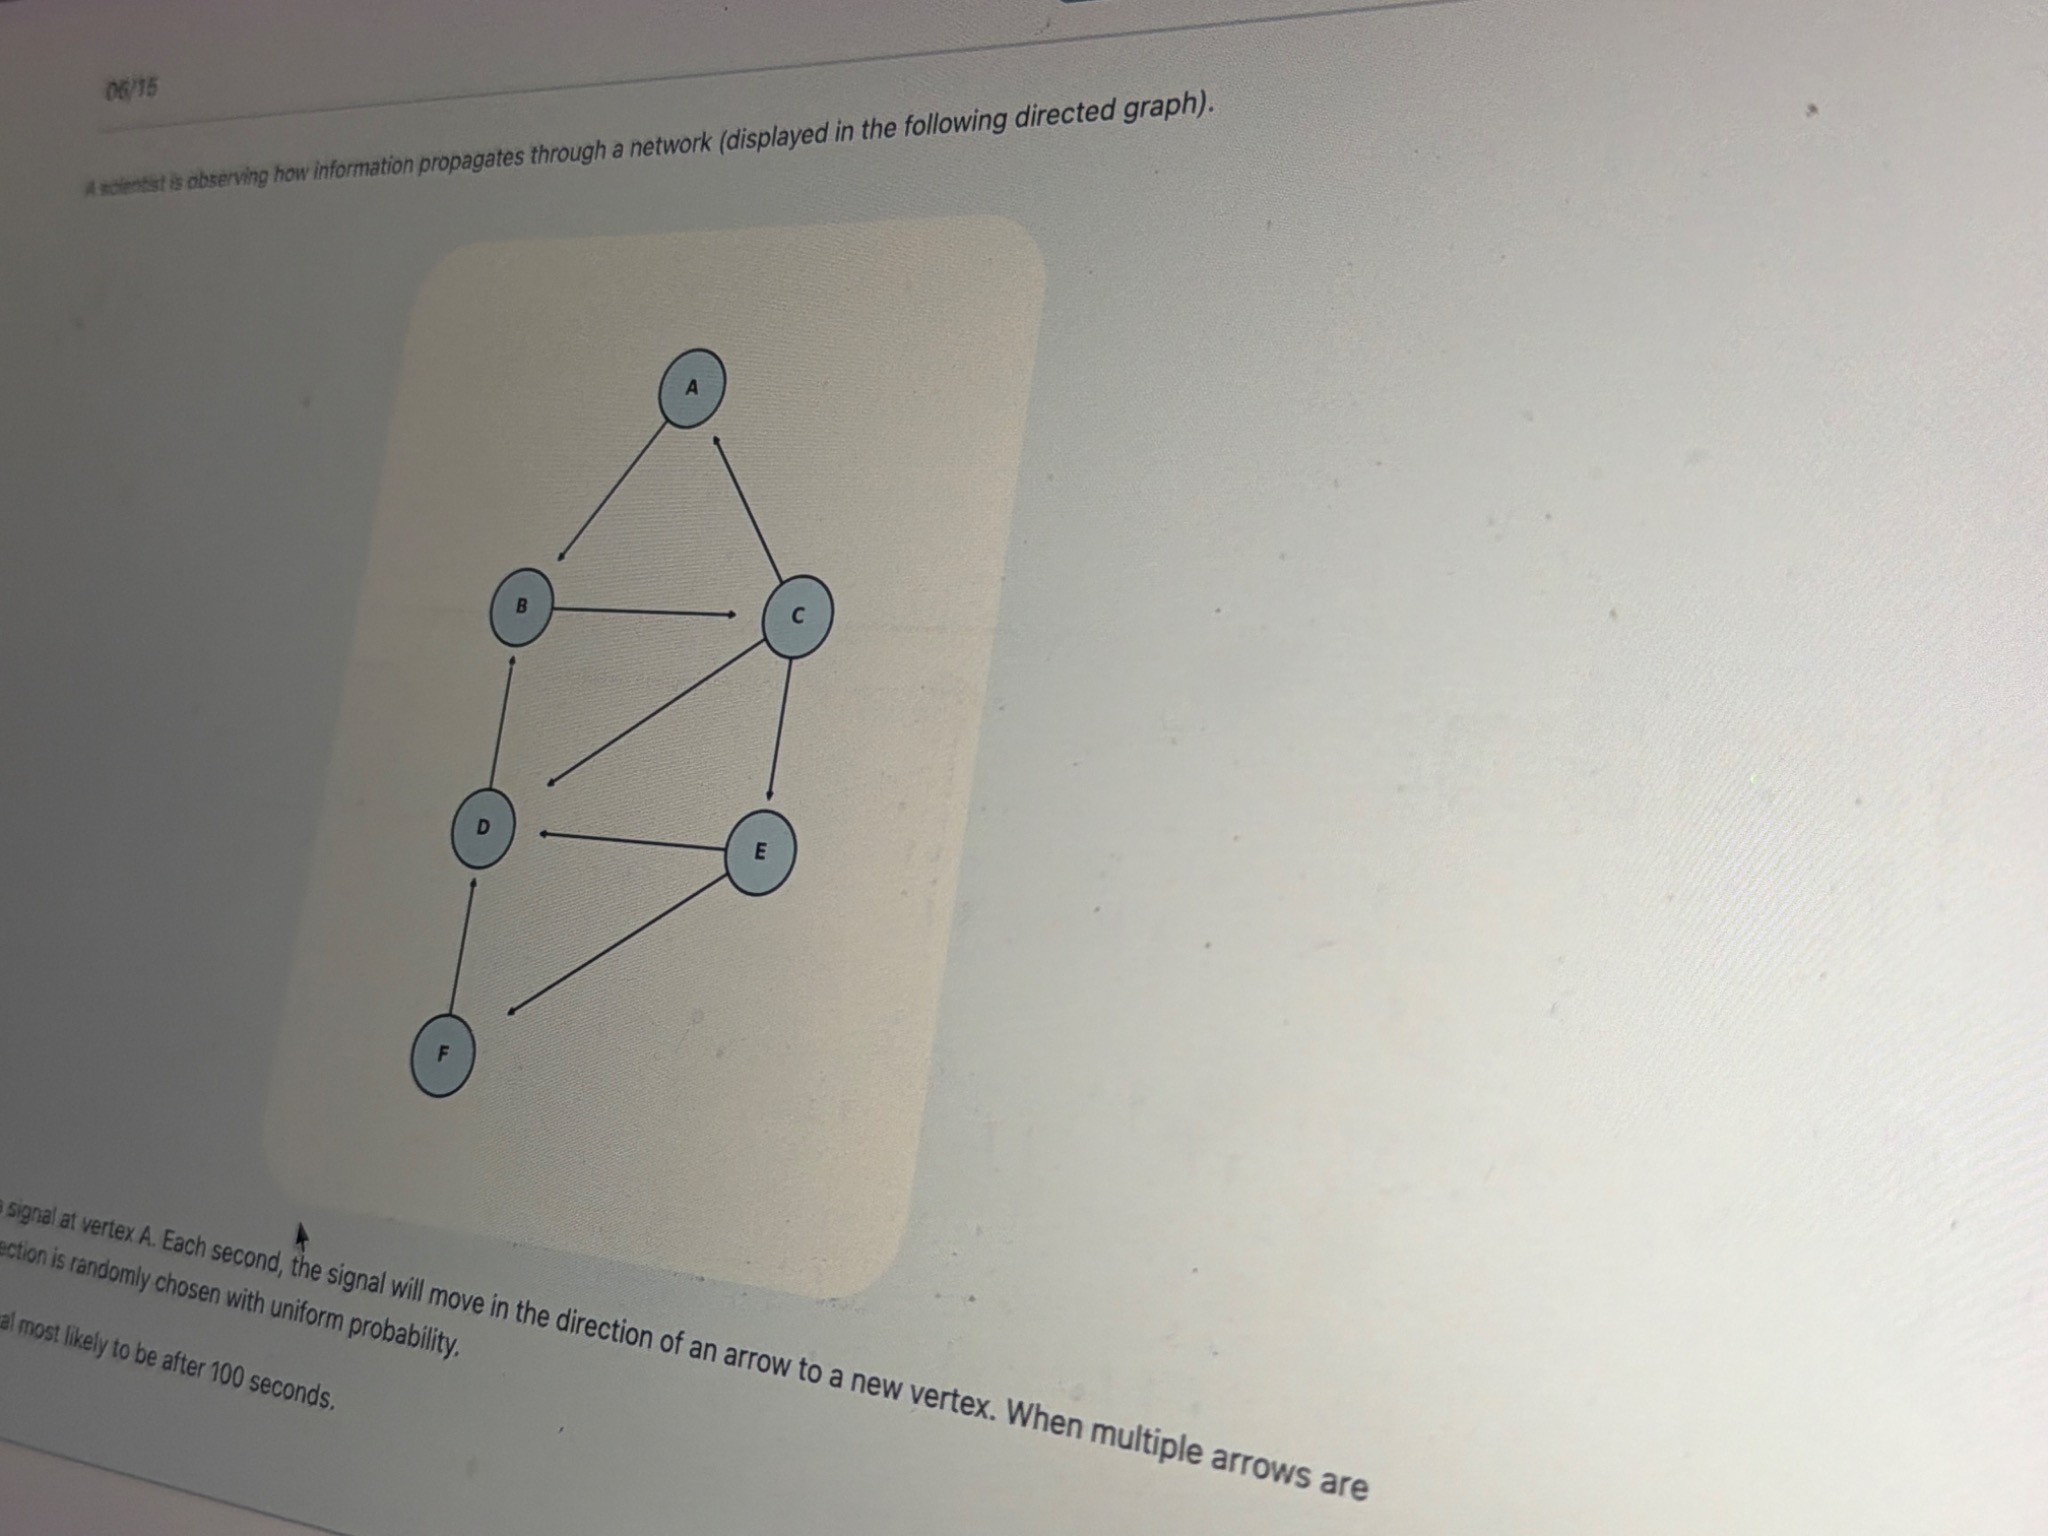 06/15
A scientist is observing how information propagates through a network (displayed in the following directed graph).
A
B
C
D
E
F
signal at vertex A. Each second, the signal will move in the direction of an arrow to a new vertex. When multiple arrows are
ection is randomly chosen with uniform probability.
al most likely to be after 100 seconds.